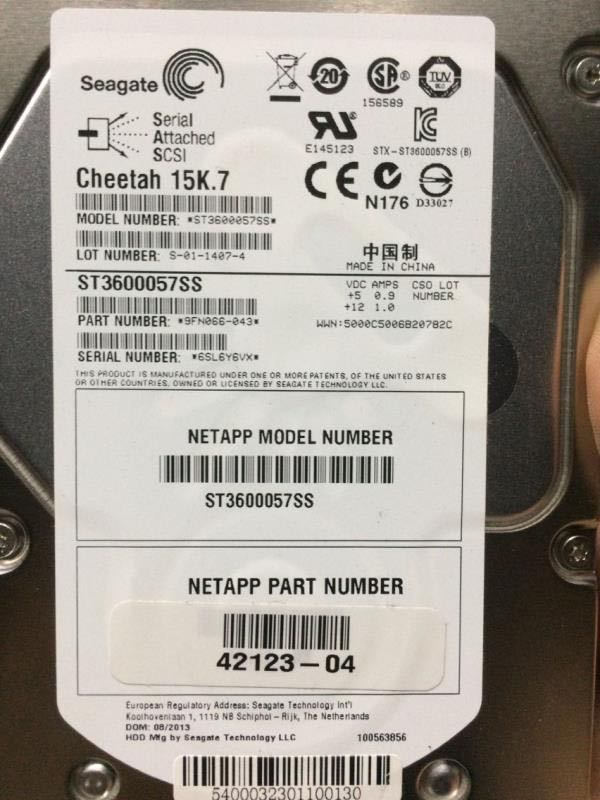 Seagate
20
SA®
TUV
156589
Serial
Attached
SCSI
E145123
STX-ST3600057SS (B)
Cheetah 15K.7
CE
N176
D33027
MODEL NUMBER: *ST3600057SS*
LOT NUMBER: S-01-1407-4
中国制
MADE IN CHINA
ST3600057SS
VDC AMPS
+5 0.9
+12 1.0
CSO LOT
NUMBER
PART NUMBER: *9FN066-043*
WWN:5000C5006B20782C
SERIAL NUMBER: *6SL6Y6VX*
THIS PRODUCT IS MANUFACTURED UNDER ONE OR MORE PATENTS, OF THE UNITED STATES
OR OTHER COUNTRIES, OWNED OR LICENSED BY SEAGATE TECHNOLOGY LLC.
NETAPP MODEL NUMBER
ST3600057SS
NETAPP PART NUMBER
42123-04
European Regulatory Address: Seagate Technology Int'l
Koolhovenlaan 1, 1119 NB Schiphol - Rijk, The Netherlands
DOM: 08/2013
HDD Mfg by Seagate Technology LLC
100563856
5400032301100130